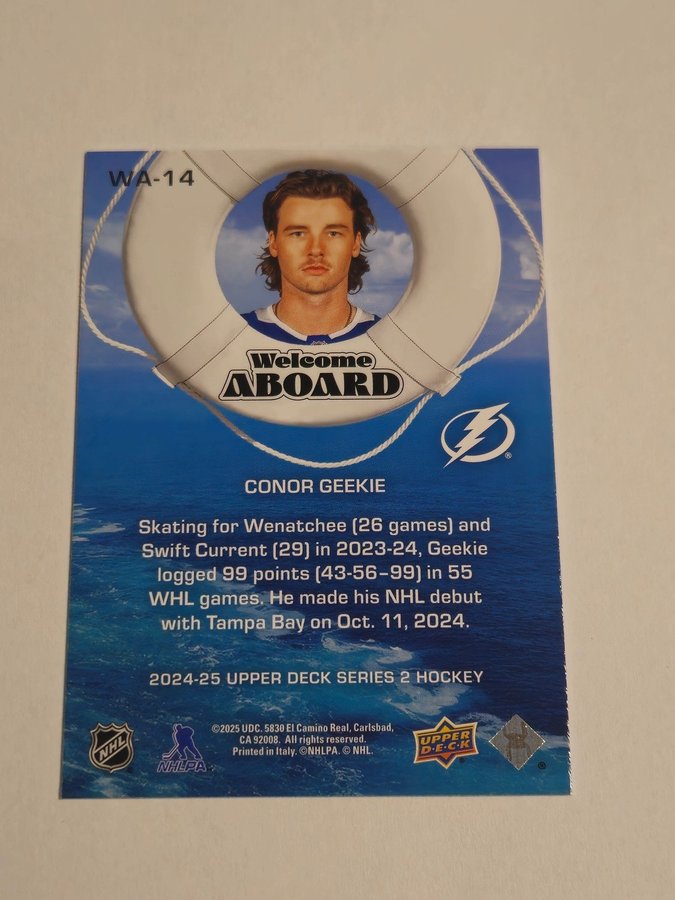 WA-14
Welcome
ABOARD
CONOR GEEKIE
Skating for Wenatchee (26 games) and
Swift Current (29) in 2023-24, Geekie
logged 99 points (43-56–99) in 55
WHL games. He made his NHL debut
with Tampa Bay on Oct. 11, 2024.
2024-25 UPPER DECK SERIES 2 HOCKEY
©2025 UDC. 5830 El Camino Real, Carlsbad,
CA 92008. All rights reserved.
Printed in Italy. ©NHLPA. © NHL.
NHL
NHLPA
UPPER
DECK